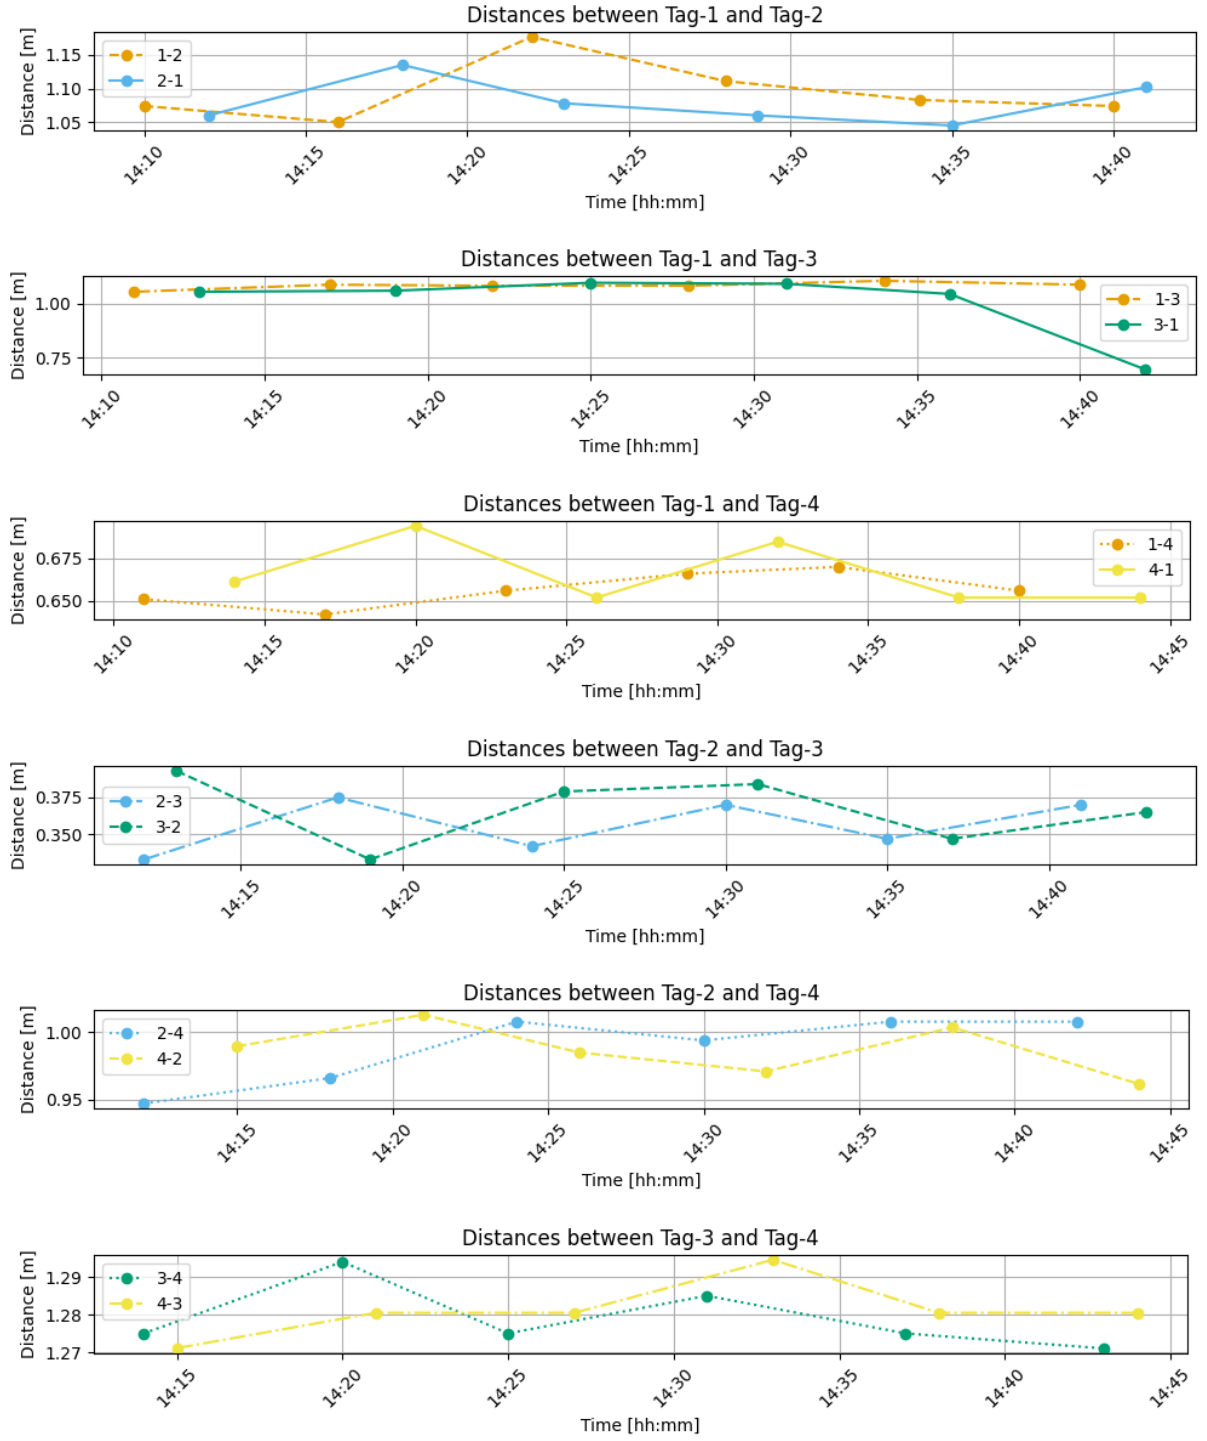 Distances between Tag-1 and Tag-2
Distance [m]
1.15
1.10
1.05
1-2
2-1
14:10 14:15 14:20 14:25 14:30 14:35 14:40
Time [hh:mm]
Distances between Tag-1 and Tag-3
Distance [m]
1.00
0.75
1-3
3-1
14:10 14:15 14:20 14:25 14:30 14:35 14:40
Time [hh:mm]
Distances between Tag-1 and Tag-4
Distance [m]
0.675
0.650
1-4
4-1
14:10 14:15 14:20 14:25 14:30 14:35 14:40 14:45
Time [hh:mm]
Distances between Tag-2 and Tag-3
Distance [m]
0.375
0.350
2-3
3-2
14:15 14:20 14:25 14:30 14:35 14:40
Time [hh:mm]
Distances between Tag-2 and Tag-4
Distance [m]
1.00
0.95
2-4
4-2
14:15 14:20 14:25 14:30 14:35 14:40 14:45
Time [hh:mm]
Distances between Tag-3 and Tag-4
Distance [m]
1.29
1.28
1.27
3-4
4-3
14:15 14:20 14:25 14:30 14:35 14:40 14:45
Time [hh:mm]